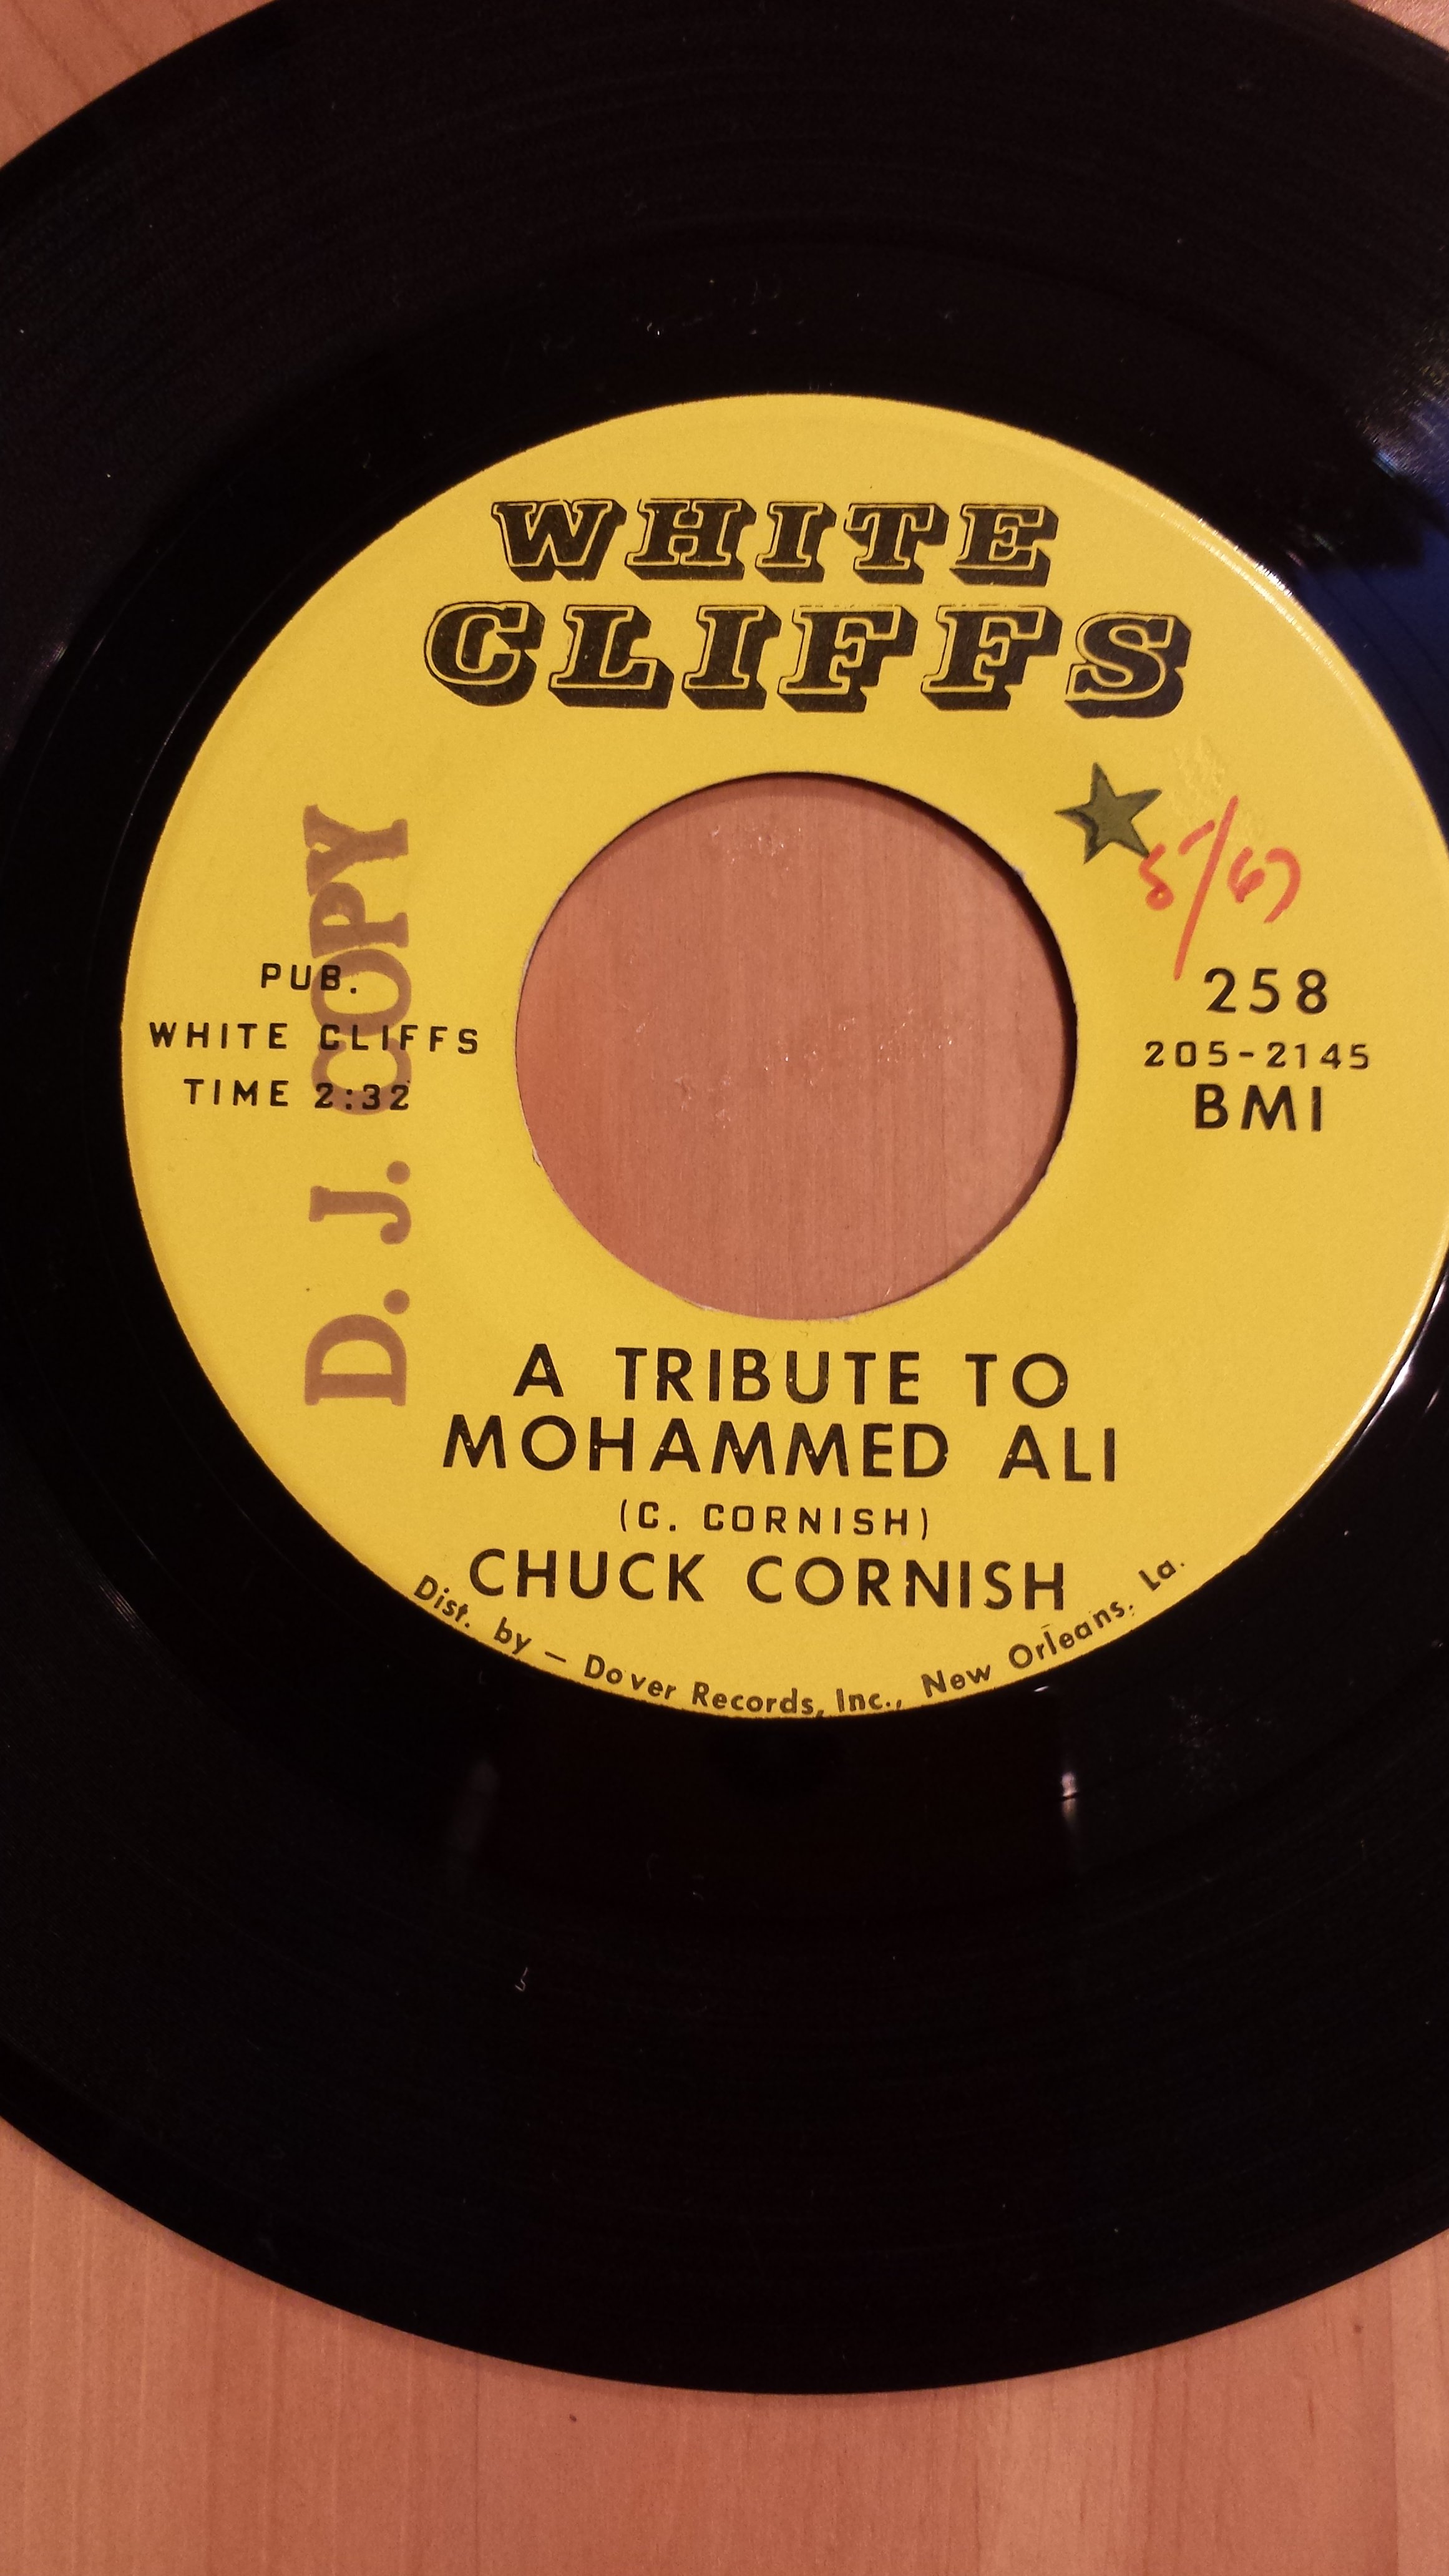 WHITE
CLIFFS
5/67
D. J. COPY
PUB.
WHITE CLIFFS
TIME 2:32
258
205-2145
BMI
A TRIBUTE TO
MOHAMMED ALI
(C. CORNISH)
CHUCK CORNISH
Dist. by — Dover Records, Inc., New Orleans, La.